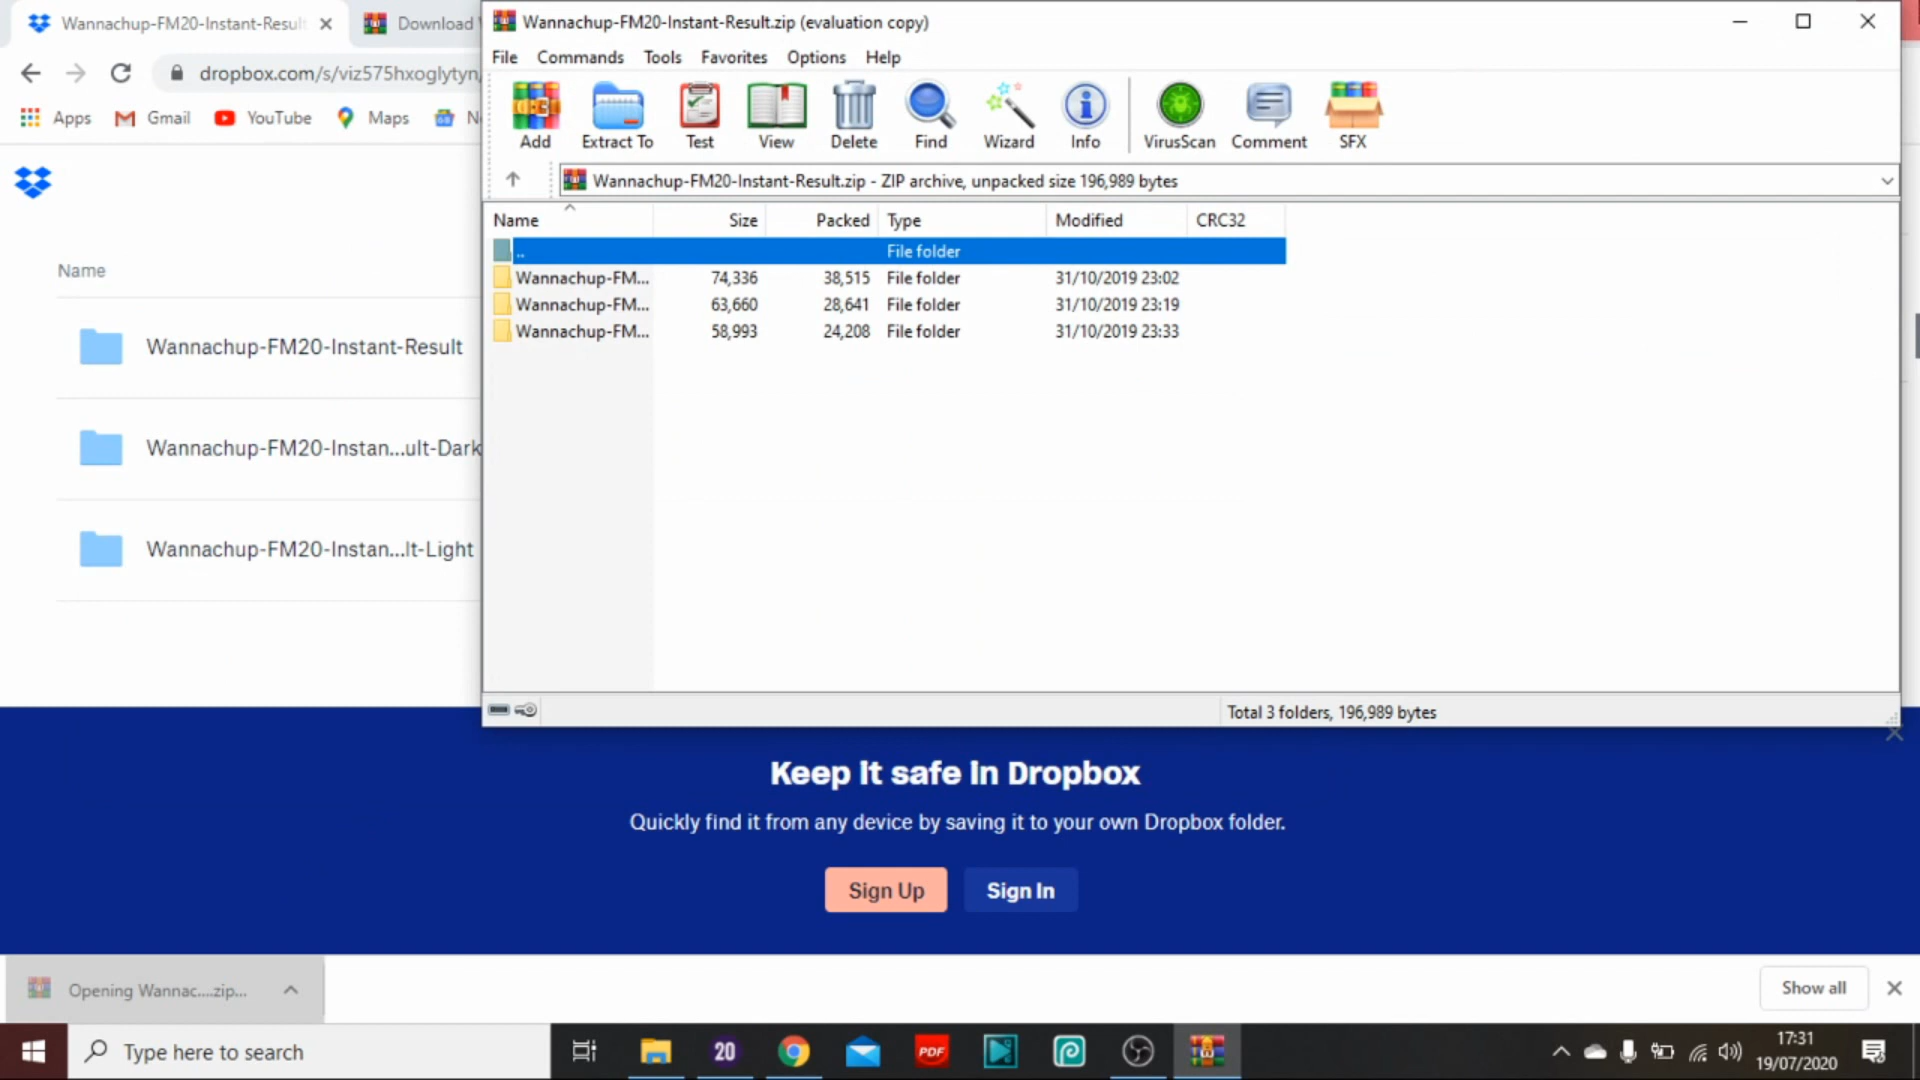 Wannachup-FM20-Instant-Resul
Download
dropbox.com/s/viz575hxoglytyn/
Apps
Gmail
YouTube
Maps
N
Name
Wannachup-FM20-Instant-Result
Wannachup-FM20-Instan...ult-Dark
Wannachup-FM20-Instan...lt-Light
Wannachup-FM20-Instant-Result.zip (evaluation copy)
File Commands Tools Favorites Options Help
Add Extract To Test View Delete Find Wizard Info VirusScan Comment SFX
Wannachup-FM20-Instant-Result.zip - ZIP archive, unpacked size 196,989 bytes
Name Size Packed Type Modified CRC32
.. File folder
Wannachup-FM... 74,336 38,515 File folder 31/10/2019 23:02
Wannachup-FM... 63,660 28,641 File folder 31/10/2019 23:19
Wannachup-FM... 58,993 24,208 File folder 31/10/2019 23:33
Total 3 folders, 196,989 bytes
Keep it safe in Dropbox
Quickly find it from any device by saving it to your own Dropbox folder.
Sign Up
Sign In
Opening Wannac....zip...
Show all
Type here to search
20
PDF
17:31
19/07/2020